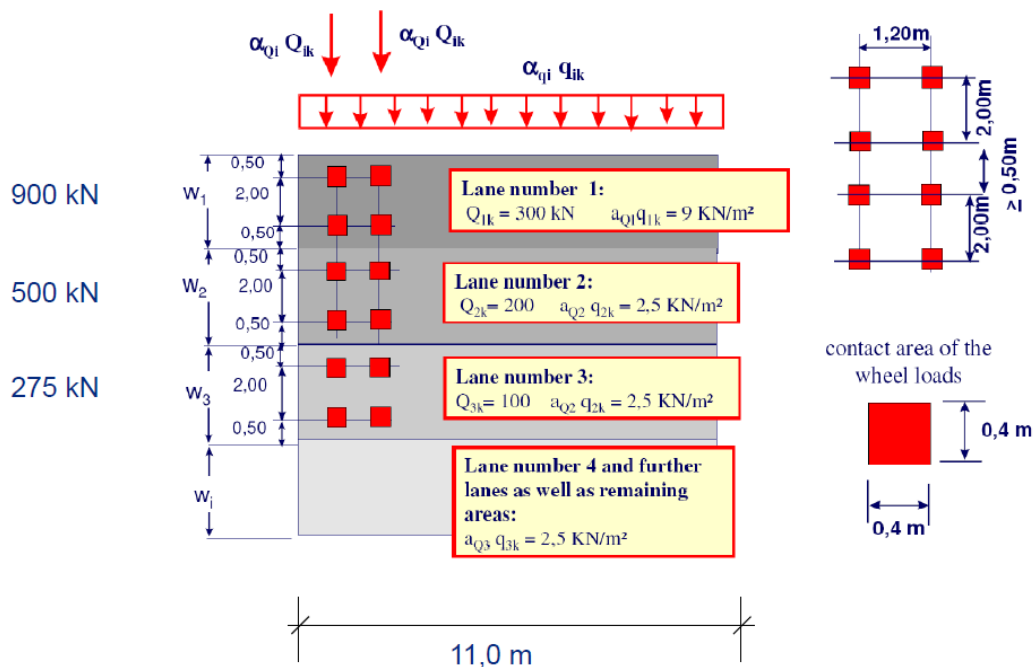 α_Qi Q_ik
α_Qi Q_ik
α_qi q_ik
1,20m
2,00m
≥ 0,50m
2,00m
900 kN
w₁
0,50
2,00
0,50
Lane number 1:
Q_1k = 300 kN a_Q1q_1k = 9 KN/m²
500 kN
w₂
0,50
2.00
0,50
Lane number 2:
Q_2k= 200 a_Q2 q_2k = 2,5 KN/m²
275 kN
w₃
0,50
2,00
0,50
Lane number 3:
Q_3k= 100 a_Q2 q_2k = 2,5 KN/m²
contact area of the
wheel loads
0,4 m
0,4 m
w_i
Lane number 4 and further
lanes as well as remaining
areas:
a_Q3 q_3k = 2,5 KN/m²
11,0 m